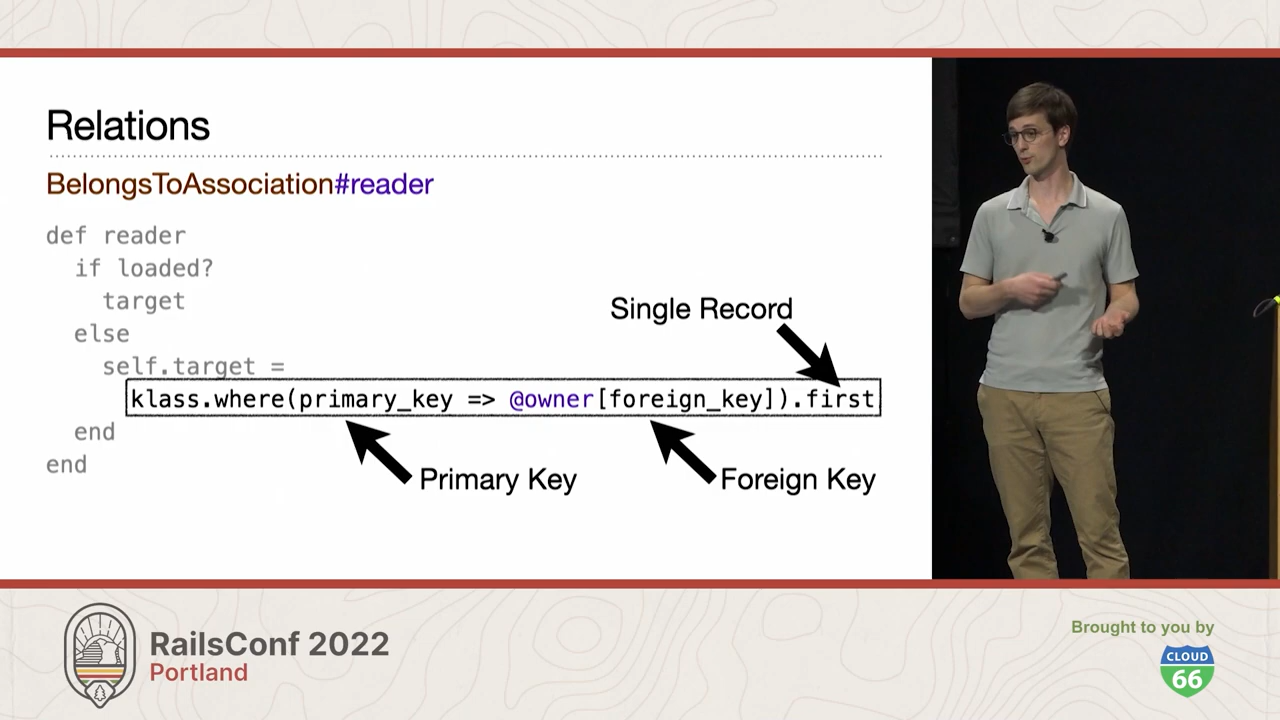 Relations
BelongsToAssociation#reader
def reader
if loaded?
target
else
self.target =
klass.where(primary_key => @owner[foreign_key]).first
end
end
Single Record
Primary Key
Foreign Key
RailsConf 2022
Portland
Brought to you by
CLOUD
66